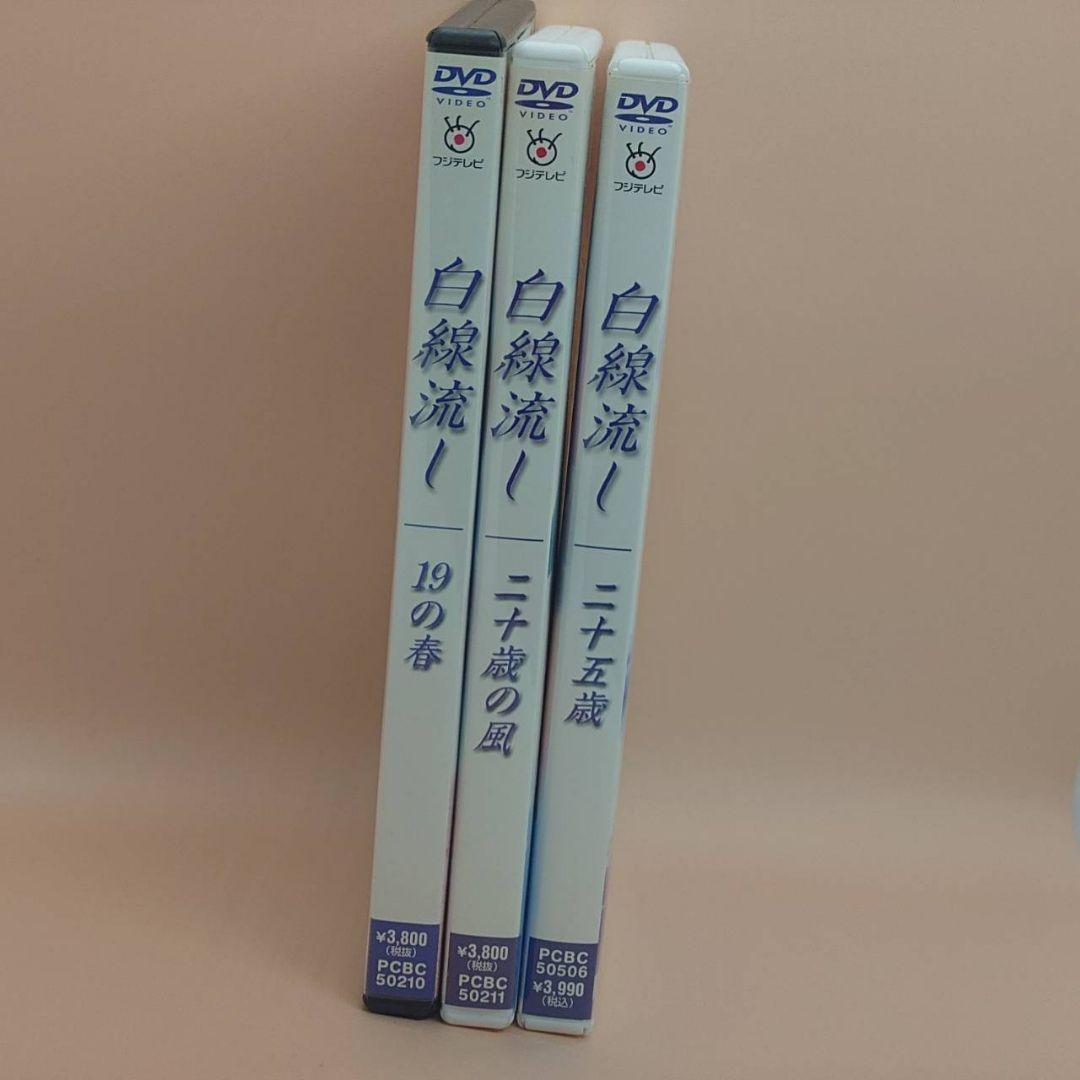 DVD
VIDEO™
フジテレビ
白線流し
19の春
¥3,800
(税抜)
PCBC
50210
DVD
VIDEO™
フジテレビ
白線流し
二十歳の風
¥3,800
(税抜)
PCBC
50211
DVD
VIDEO™
フジテレビ
白線流し
二十五歳
PCBC
50506
¥3,990
(税込)